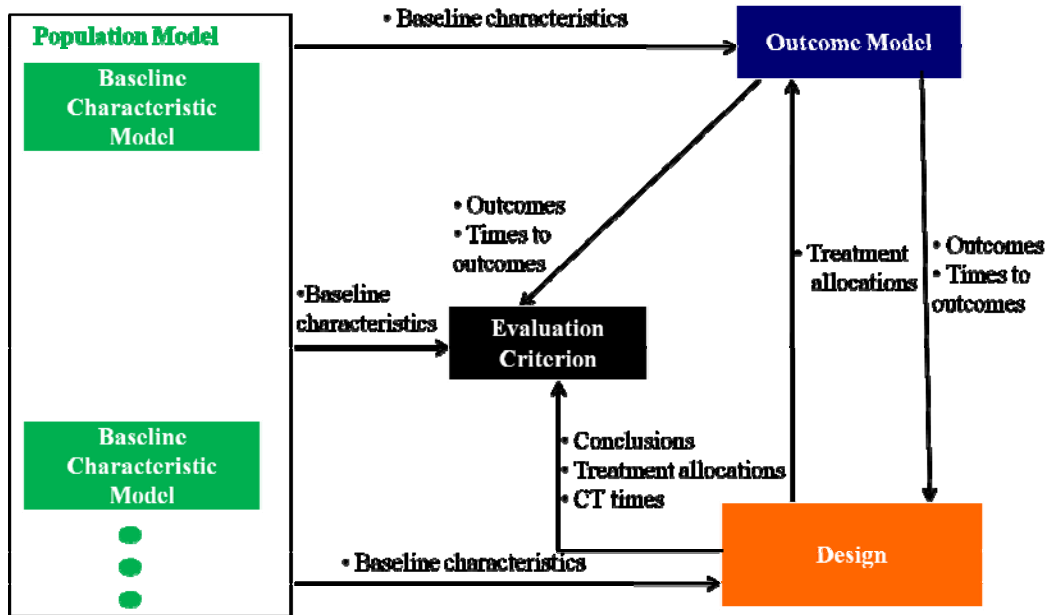 Population Model
Baseline
Characteristic
Model
Baseline
Characteristic
Model
• Baseline characteristics
Outcome Model
• Outcomes
• Times to
outcomes
• Treatment
allocations
• Outcomes
• Times to
outcomes
•Baseline
characteristics
Evaluation
Criterion
• Conclusions
• Treatment allocations
• CT times
• Baseline characteristics
Design